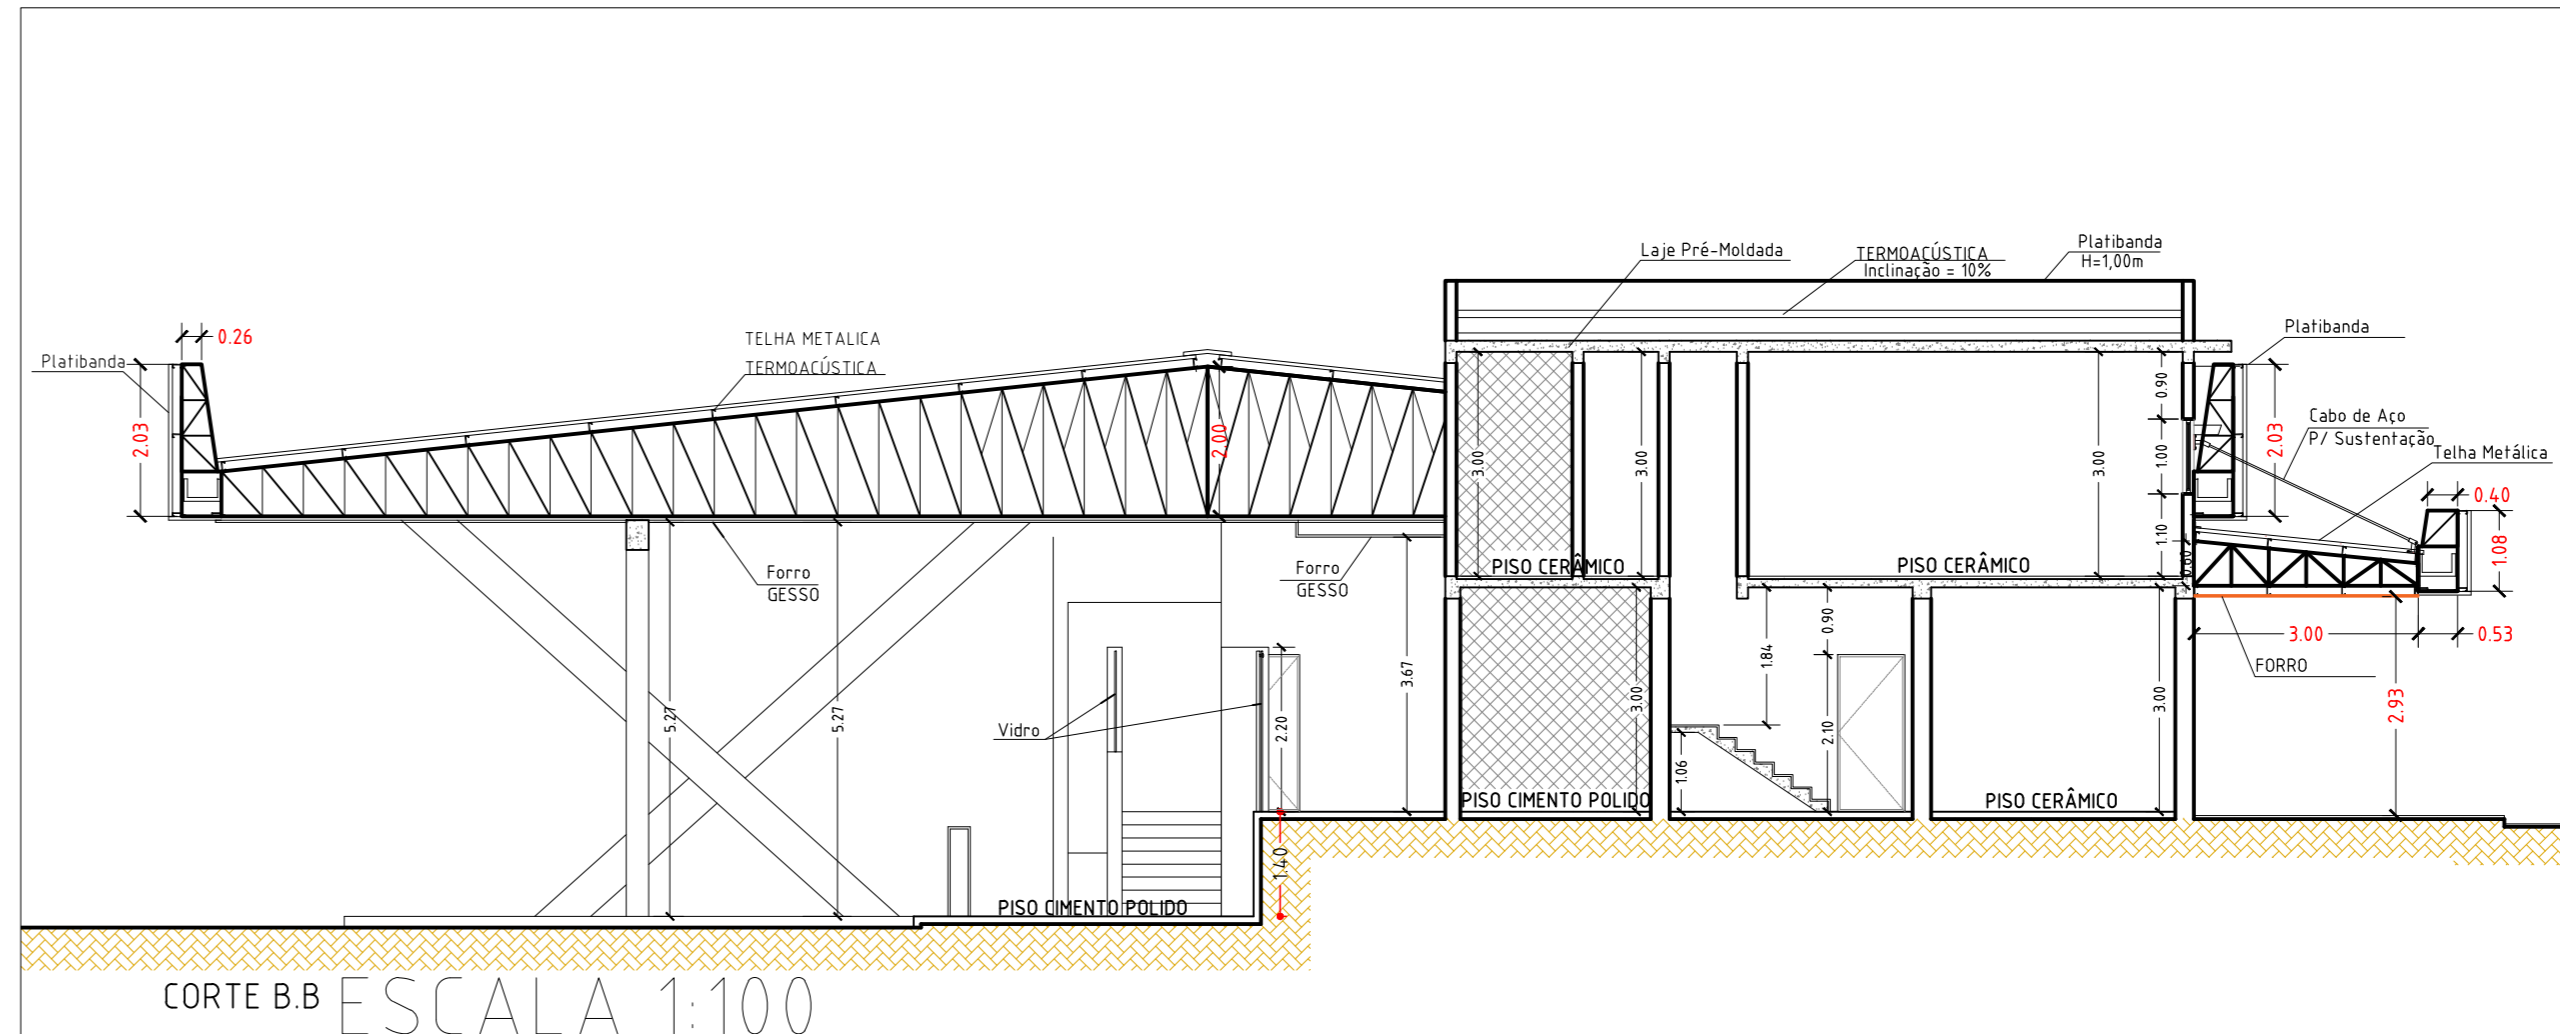 Laje Pré-Moldada
TERMOACÚSTICA
Inclinação = 10%
Platibanda
H=1,00m
Platibanda
0.26
2.03
TELHA METALICA
TERMOACÚSTICA
2.00
3.00
3.00
3.00
0.90
1.00
1.10
0.60
Platibanda
2.03
Cabo de Aço
P/ Sustentação
Telha Metálica
0.40
1.08
PISO CERÂMICO
PISO CERÂMICO
Forro
GESSO
Forro
GESSO
3.00
0.53
FORRO
2.93
5.27
5.27
Vidro
2.20
3.67
3.00
1.84
0.90
2.10
1.06
3.00
PISO CIMENTO POLIDO
PISO CERÂMICO
1.40
PISO CIMENTO POLIDO
CORTE B.B ESCALA 1:100